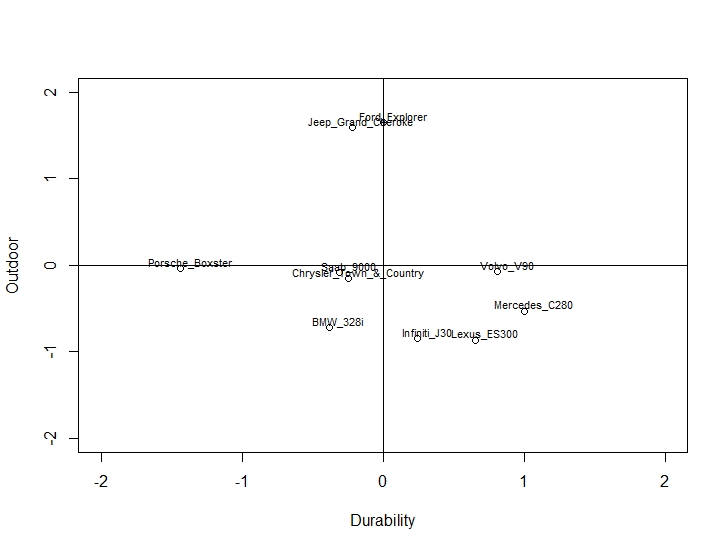 2
1
0
-1
-2
Outdoor
Ford_Explorer
Jeep_Grand_Cheroke
Porsche_Boxster
Saab_9000
Chrysler_Town_&_Country
Volvo_V90
Mercedes_C280
BMW_328i
Infiniti_J30
Lexus_ES300
-2
-1
0
1
2
Durability